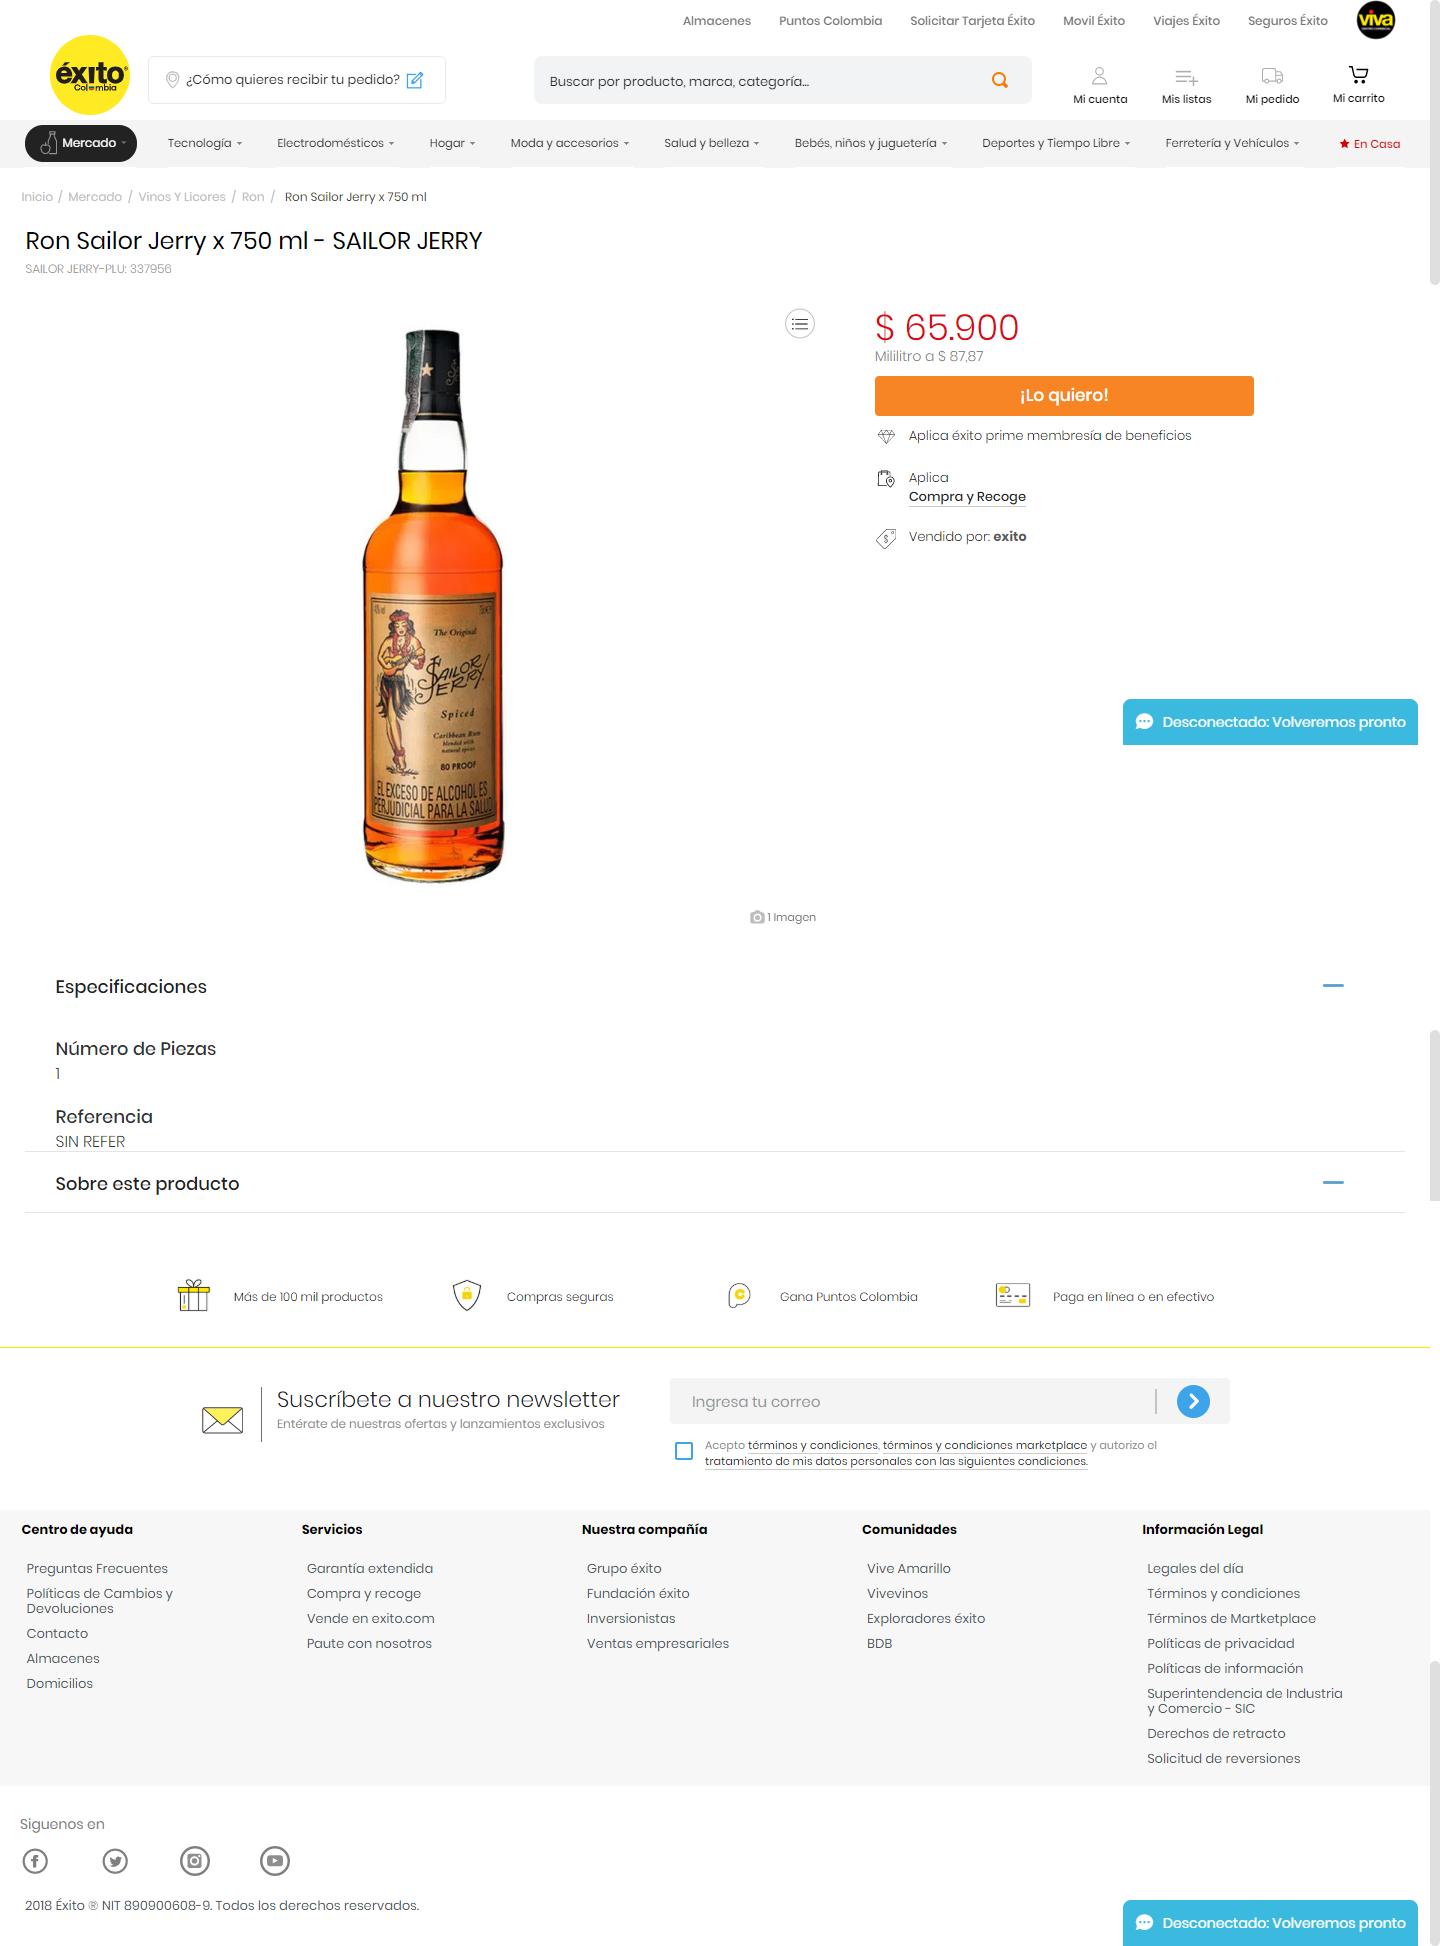 Almacenes
Puntos Colombia
Solicitar Tarjeta Éxito
Movil Éxito
Viajes Éxito
Seguros Éxito
viva
éxito
Colombia
¿Cómo quieres recibir tu pedido?
Buscar por producto, marca, categoría...
Mi cuenta
Mis listas
Mi pedido
Mi carrito
Mercado
Tecnología
Electrodomésticos
Hogar
Moda y accesorios
Salud y belleza
Bebés, niños y juguetería
Deportes y Tiempo Libre
Ferretería y Vehículos
En Casa
Inicio / Mercado / Vinos Y Licores / Ron / Ron Sailor Jerry x 750 ml
Ron Sailor Jerry x 750 ml - SAILOR JERRY
SAILOR JERRY-PLU: 337956
The Original
SAILOR
JERRY
Spiced
Caribbean Rum
blended with
natural spice
80 PROOF
EL EXCESO DE ALCOHOL ES
PERJUDICIAL PARA LA SALUD
1 Imagen
$ 65.900
Mililitro a $ 87,87
¡Lo quiero!
Aplica éxito prime membresía de beneficios
Aplica
Compra y Recoge
Vendido por: exito
Desconectado: Volveremos pronto
Especificaciones
Número de Piezas
1
Referencia
SIN REFER
Sobre este producto
Más de 100 mil productos
Compras seguras
Gana Puntos Colombia
Paga en línea o en efectivo
Suscríbete a nuestro newsletter
Entérate de nuestras ofertas y lanzamientos exclusivos
Ingresa tu correo
Acepto términos y condiciones, términos y condiciones marketplace y autorizo el
tratamiento de mis datos personales con las siguientes condiciones.
Centro de ayuda
Preguntas Frecuentes
Políticas de Cambios y
Devoluciones
Contacto
Almacenes
Domicilios
Servicios
Garantía extendida
Compra y recoge
Vende en exito.com
Paute con nosotros
Nuestra compañía
Grupo éxito
Fundación éxito
Inversionistas
Ventas empresariales
Comunidades
Vive Amarillo
Vivevinos
Exploradores éxito
BDB
Información Legal
Legales del día
Términos y condiciones
Términos de Martketplace
Políticas de privacidad
Políticas de información
Superintendencia de Industria
y Comercio - SIC
Derechos de retracto
Solicitud de reversiones
Siguenos en
2018 Éxito ® NIT 890900608-9. Todos los derechos reservados.
Desconectado: Volveremos pronto